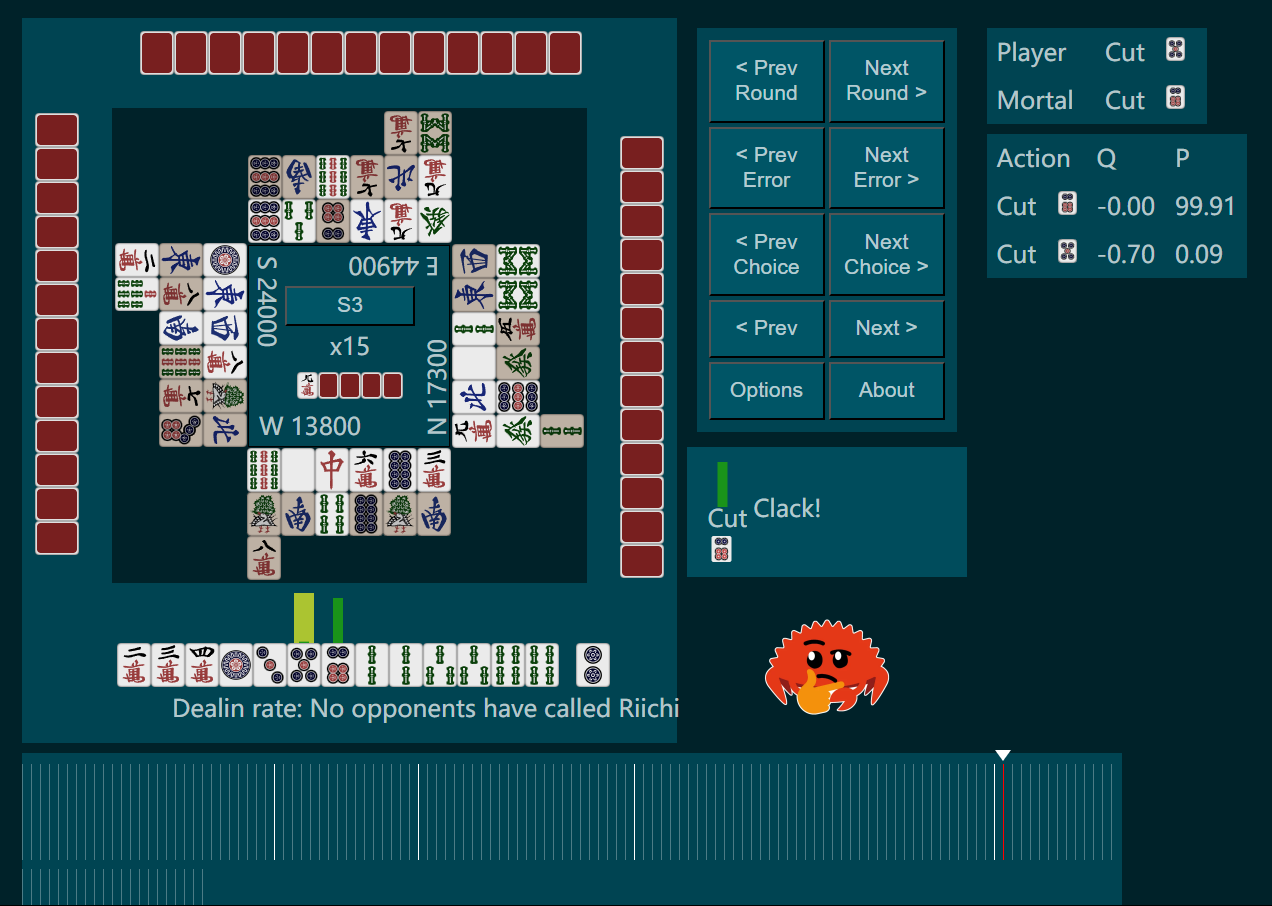 < Prev Round
Next Round >
< Prev Error
Next Error >
< Prev Choice
Next Choice >
< Prev
Next >
Options
About
Player Cut
Mortal Cut
Action Q P
Cut -0.00 99.91
Cut -0.70 0.09
Cut Clack!
E 44900
S 24000
S3
x15
N 17300
W 13800
Dealin rate: No opponents have called Riichi